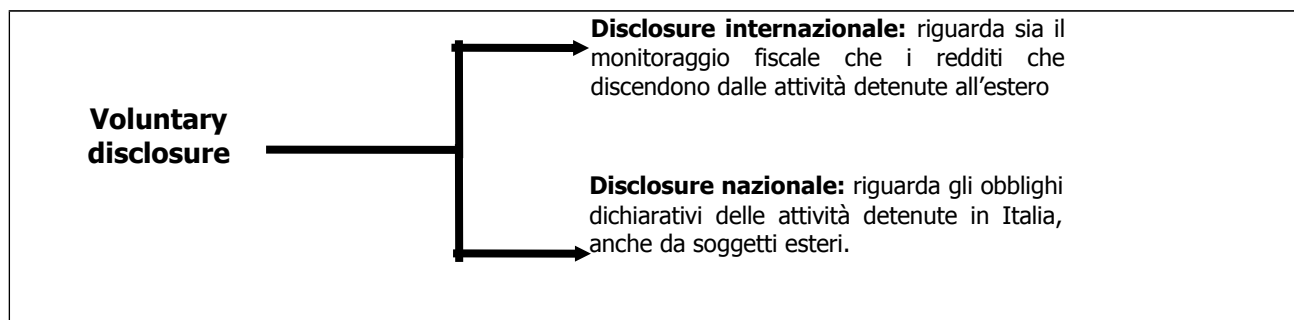 Voluntary
disclosure
Disclosure internazionale: riguarda sia il
monitoraggio fiscale che i redditi che
discendono dalle attività detenute all’estero
Disclosure nazionale: riguarda gli obblighi
dichiarativi delle attività detenute in Italia,
anche da soggetti esteri.